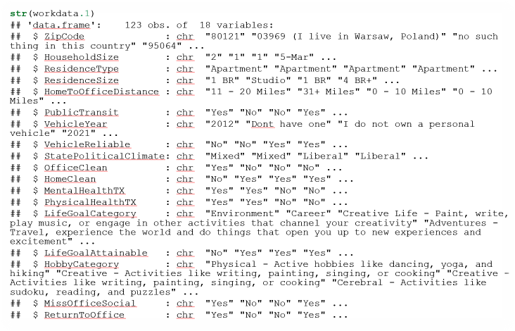 str(workdata.1)
## 'data.frame':    123 obs. of  18 variables:
##  $ ZipCode              : chr  "80121" "03969 (I live in Warsaw, Poland)" "no such
thing in this country" "95064" ...
##  $ HouseholdSize        : chr  "2" "1" "1" "5-Mar" ...
##  $ ResidenceType        : chr  "Apartment" "Apartment" "Apartment" "Apartment" ...
##  $ ResidenceSize        : chr  "1 BR" "Studio" "1 BR" "4 BR+" ...
##  $ HomeToOfficeDistance : chr  "11 - 20 Miles" "31+ Miles" "0 - 10 Miles" "0 - 10
Miles" ...
##  $ PublicTransit        : chr  "Yes" "No" "No" "Yes" ...
##  $ VehicleYear          : chr  "2012" "Dont have one" "I do not own a personal
vehicle" "2021" ...
##  $ VehicleReliable      : chr  "No" "No" "Yes" "Yes" ...
##  $ StatePoliticalClimate: chr  "Mixed" "Mixed" "Liberal" "Liberal" ...
##  $ OfficeClean          : chr  "Yes" "No" "No" "No" ...
##  $ HomeClean            : chr  "No" "Yes" "Yes" "Yes" ...
##  $ MentalHealthTX       : chr  "Yes" "Yes" "No" "No" ...
##  $ PhysicalHealthTX     : chr  "Yes" "Yes" "No" "No" ...
##  $ LifeGoalCategory     : chr  "Environment" "Career" "Creative Life - Paint, write,
play music, or engage in other activities that channel your creativity" "Adventures -
Travel, experience the world and do things that open you up to new experiences and
excitement" ...
##  $ LifeGoalAttainable   : chr  "No" "Yes" "Yes" "Yes" ...
##  $ HobbyCategory        : chr  "Physical - Active hobbies like dancing, yoga, and
hiking" "Creative - Activities like writing, painting, singing, or cooking" "Creative -
Activities like writing, painting, singing, or cooking" "Cerebral - Activities like
sudoku, reading, and puzzles" ...
##  $ MissOfficeSocial     : chr  "Yes" "No" "No" "Yes" ...
##  $ ReturnToOffice       : chr  "Yes" "No" "No" "Yes" ...